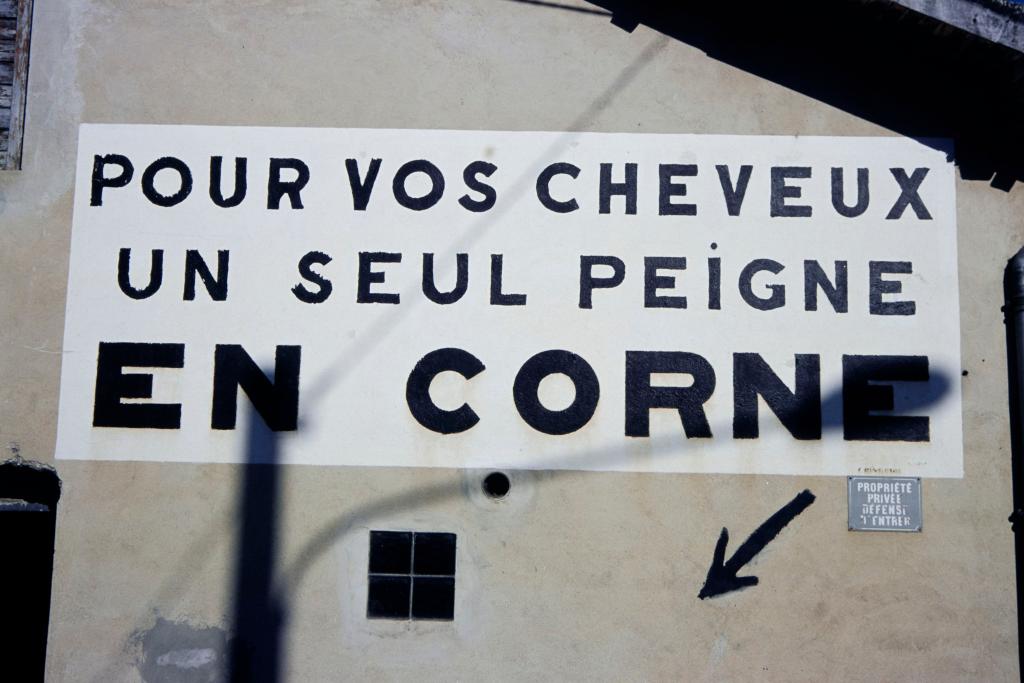 POUR VOS CHEVEUX
UN SEUL PEiGNE
EN CORNE
PROPRIÉTÉ
PRIVÉE
DÉFENSE
D'ENTRER